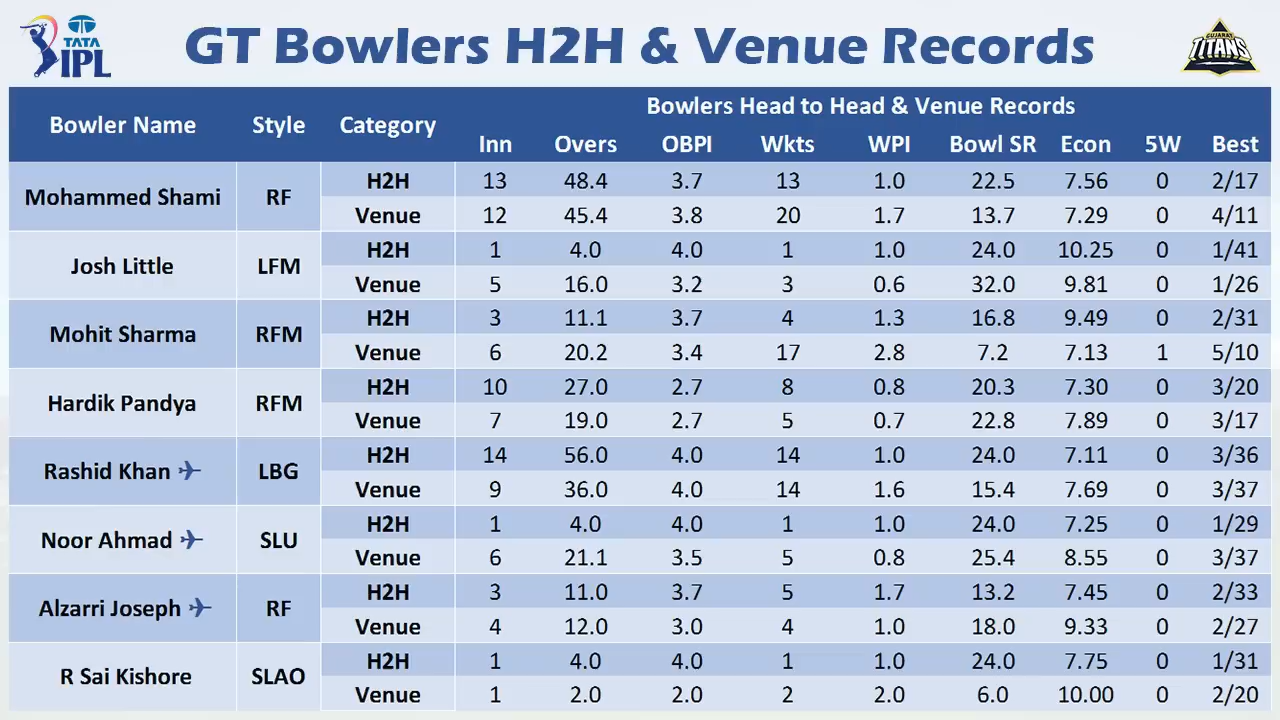 TATA
IPL
GT Bowlers H2H & Venue Records
GUJARAT
TITANS
Bowler Name Style Category Bowlers Head to Head & Venue Records
Inn Overs OBPI Wkts WPI Bowl SR Econ 5W Best
Mohammed Shami RF H2H 13 48.4 3.7 13 1.0 22.5 7.56 0 2/17
Venue 12 45.4 3.8 20 1.7 13.7 7.29 0 4/11
Josh Little LFM H2H 1 4.0 4.0 1 1.0 24.0 10.25 0 1/41
Venue 5 16.0 3.2 3 0.6 32.0 9.81 0 1/26
Mohit Sharma RFM H2H 3 11.1 3.7 4 1.3 16.8 9.49 0 2/31
Venue 6 20.2 3.4 17 2.8 7.2 7.13 1 5/10
Hardik Pandya RFM H2H 10 27.0 2.7 8 0.8 20.3 7.30 0 3/20
Venue 7 19.0 2.7 5 0.7 22.8 7.89 0 3/17
Rashid Khan LBG H2H 14 56.0 4.0 14 1.0 24.0 7.11 0 3/36
Venue 9 36.0 4.0 14 1.6 15.4 7.69 0 3/37
Noor Ahmad SLU H2H 1 4.0 4.0 1 1.0 24.0 7.25 0 1/29
Venue 6 21.1 3.5 5 0.8 25.4 8.55 0 3/37
Alzarri Joseph RF H2H 3 11.0 3.7 5 1.7 13.2 7.45 0 2/33
Venue 4 12.0 3.0 4 1.0 18.0 9.33 0 2/27
R Sai Kishore SLAO H2H 1 4.0 4.0 1 1.0 24.0 7.75 0 1/31
Venue 1 2.0 2.0 2 2.0 6.0 10.00 0 2/20